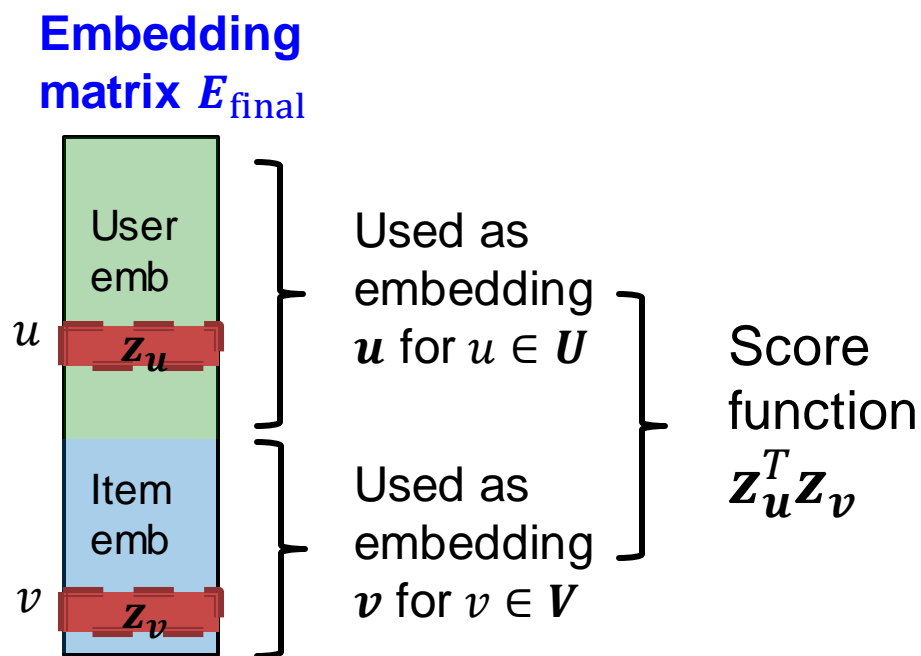 Embedding
matrix E_final
User
emb
u
z_u
Item
emb
v
z_v
Used as
embedding
u for u ∈ U
Used as
embedding
v for v ∈ V
Score
function
z_u^T z_v